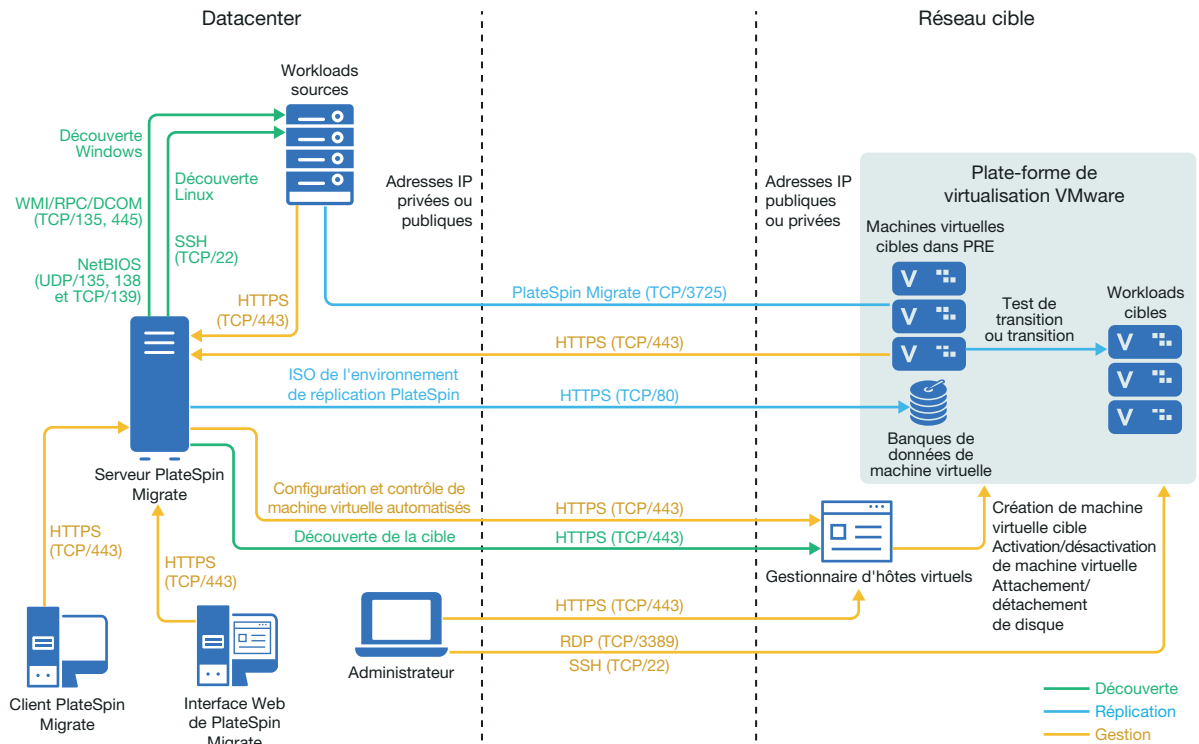 Datacenter
Réseau cible
Workloads
sources
Découverte
Windows
Découverte
Linux
WMI/RPC/DCOM
(TCP/135, 445)
SSH
(TCP/22)
NetBIOS
(UDP/135, 138
et TCP/139)
HTTPS
(TCP/443)
Adresses IP
privées ou
publiques
Adresses IP
publiques
ou privées
Plate-forme de
virtualisation VMware
Machines virtuelles
cibles dans PRE
V
V
V
Test de
transition
ou transition
Workloads
cibles
V
V
V
PlateSpin Migrate (TCP/3725)
HTTPS (TCP/443)
ISO de l'environnement
de réplication PlateSpin
HTTPS (TCP/80)
Banques de
données de
machine virtuelle
Serveur PlateSpin
Migrate
Configuration et contrôle de
machine virtuelle automatisés
HTTPS (TCP/443)
Découverte de la cible
HTTPS (TCP/443)
Gestionnaire d'hôtes virtuels
Création de machine
virtuelle cible
Activation/désactivation
de machine virtuelle
Attachement/
détachement
de disque
HTTPS
(TCP/443)
HTTPS
(TCP/443)
HTTPS (TCP/443)
RDP (TCP/3389)
SSH (TCP/22)
Administrateur
Client PlateSpin
Migrate
Interface Web
de PlateSpin
Migrate
Découverte
Réplication
Gestion